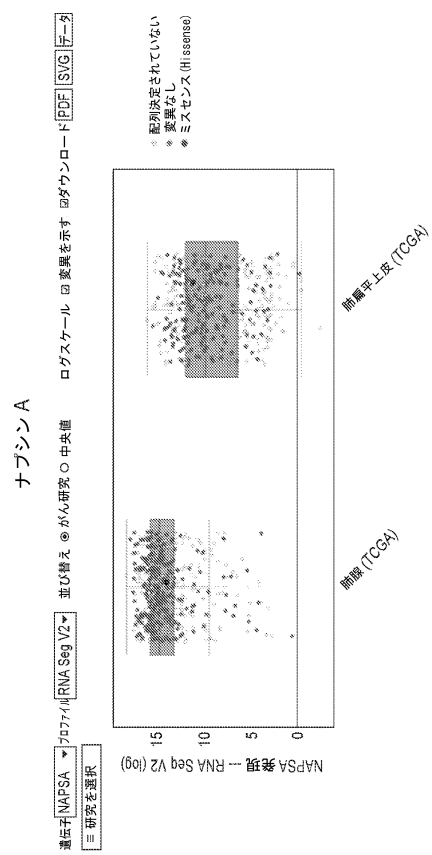 ナプシン A
遺伝子 NAPSA ▼ プロファイル RNA Seg V2 ▼ 並び替え ◉ がん研究 ○ 中央値 ログスケール ☑ 変異を示す ☑ ダウンロード PDF SVG データ
≡ 研究を選択
配列決定されていない
変異なし
ミスセンス (Hissense)
NAPSA 発現 --- RNA Seq V2 (log)
15
10
5
0
肺腺 (TCGA)
肺扁平上皮 (TCGA)